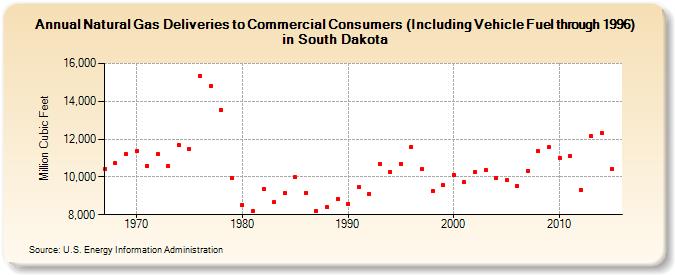 Annual Natural Gas Deliveries to Commercial Consumers (Including Vehicle Fuel through 1996)
in South Dakota
Million Cubic Feet
16,000
14,000
12,000
10,000
8,000
1970
1980
1990
2000
2010
Source: U.S. Energy Information Administration